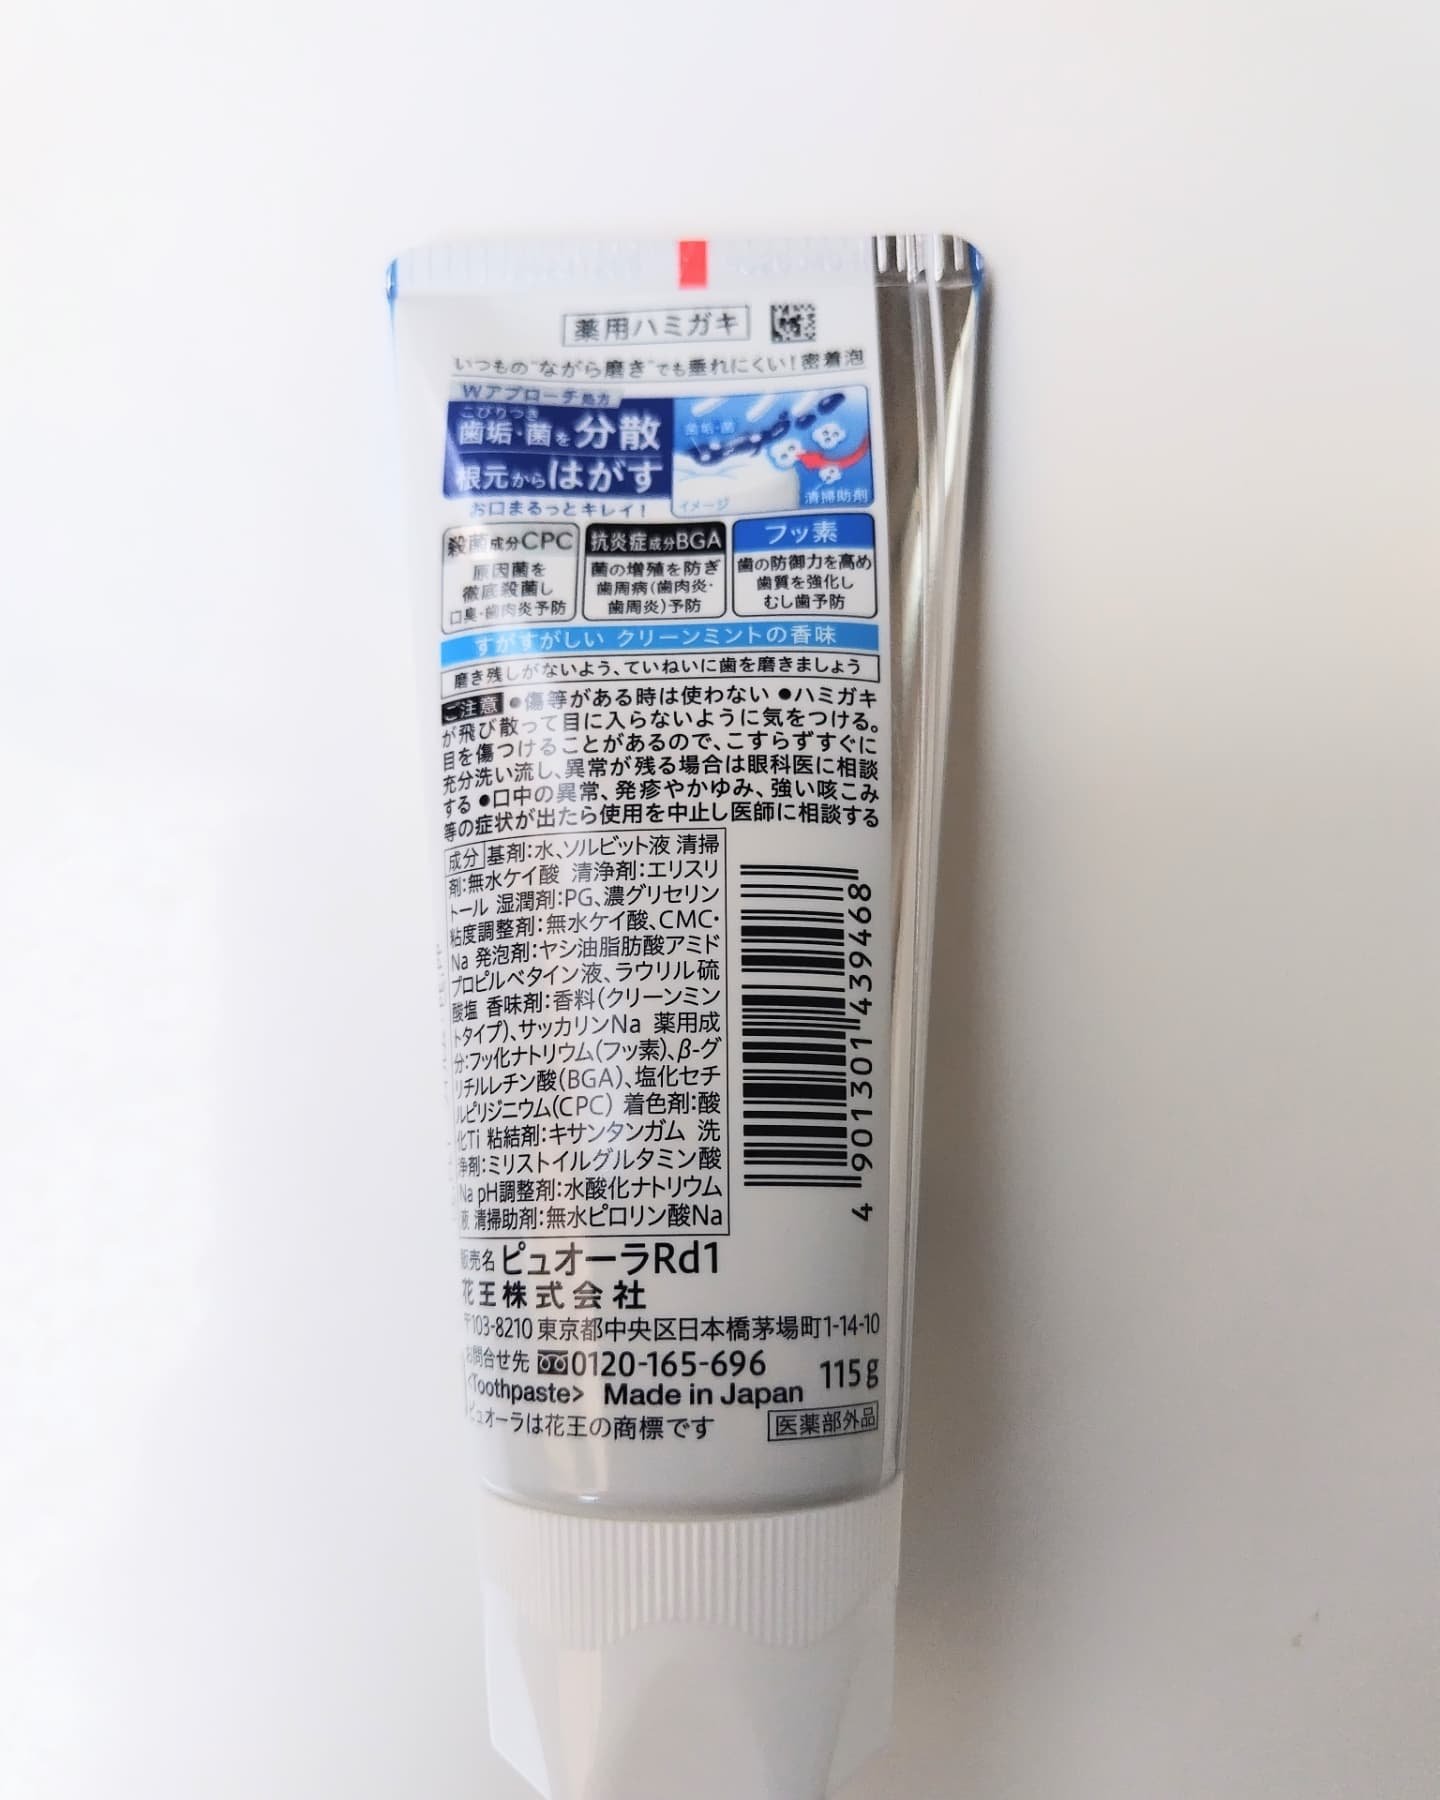 薬用ハミガキ
いつもの"ながら磨き"でも垂れにくい!密着泡
Wアプローチ処方
こびりつき
歯垢・菌を分散
根元からはがす
お口まるっとキレイ!
歯垢・菌
清掃助剤
イメージ
殺菌成分CPC
原因菌を
徹底殺菌し
口臭・歯肉炎予防
抗炎症成分BGA
菌の増殖を防ぎ
歯周病(歯肉炎・
歯周炎)予防
フッ素
歯の防御力を高め
歯質を強化し
むし歯予防
すがすがしい クリーンミントの香味
磨き残しがないよう、ていねいに歯を磨きましょう
ご注意 ●傷等がある時は使わない ●ハミガキ
が飛び散って目に入らないように気をつける。
目を傷つけることがあるので、こすらずすぐに
充分洗い流し、異常が残る場合は眼科医に相談
する ●口中の異常、発疹やかゆみ、強い咳こみ
等の症状が出たら使用を中止し医師に相談する
成分 基剤:水、ソルビット液 清掃
剤:無水ケイ酸 清浄剤:エリスリ
トール 湿潤剤:PG、濃グリセリン
粘度調整剤:無水ケイ酸、CMC・
Na 発泡剤:ヤシ油脂肪酸アミド
プロピルベタイン液、ラウリル硫
酸塩 香味剤:香料(クリーンミン
トタイプ)、サッカリンNa 薬用成
分:フッ化ナトリウム(フッ素)、β-グ
リチルレチン酸(BGA)、塩化セチ
ルピリジニウム(CPC) 着色剤:酸
化Ti 粘結剤:キサンタンガム 洗
浄剤:ミリストイルグルタミン酸
Na pH調整剤:水酸化ナトリウム
液 清掃助剤:無水ピロリン酸Na
4 901301 439468
販売名 ピュオーラRd1
花王株式会社
〒103-8210 東京都中央区日本橋茅場町1-14-10
お問合せ先 0120-165-696
115g
<Toothpaste> Made in Japan
ピュオーラは花王の商標です
医薬部外品